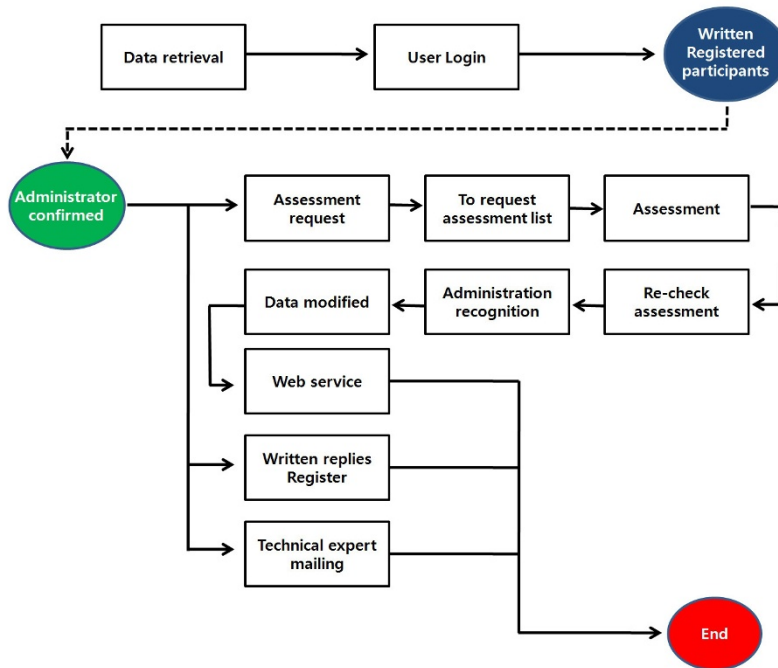 Data retrieval
User Login
Written
Registered
participants
Administrator
confirmed
Assessment
request
To request
assessment list
Assessment
Data modified
Administration
recognition
Re-check
assessment
Web service
Written replies
Register
Technical expert
mailing
End